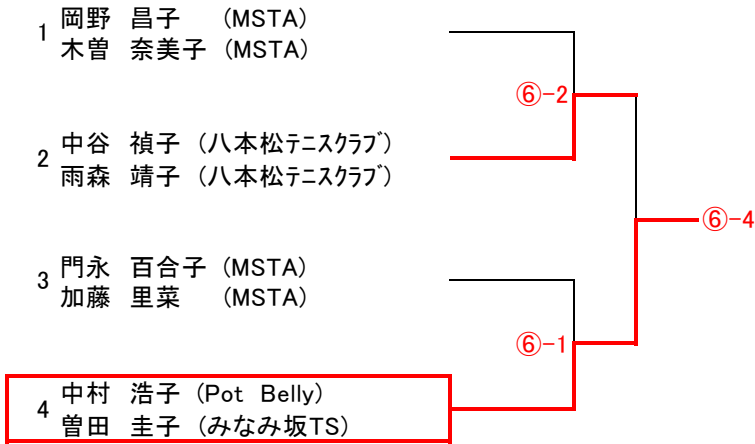 1 岡野 昌子 (MSTA)
木曽 奈美子 (MSTA)
⑥-2
2 中谷 禎子 (八本松テニスクラブ)
雨森 靖子 (八本松テニスクラブ)
⑥-4
3 門永 百合子 (MSTA)
加藤 里菜 (MSTA)
⑥-1
4 中村 浩子 (Pot Belly)
曽田 圭子 (みなみ坂TS)